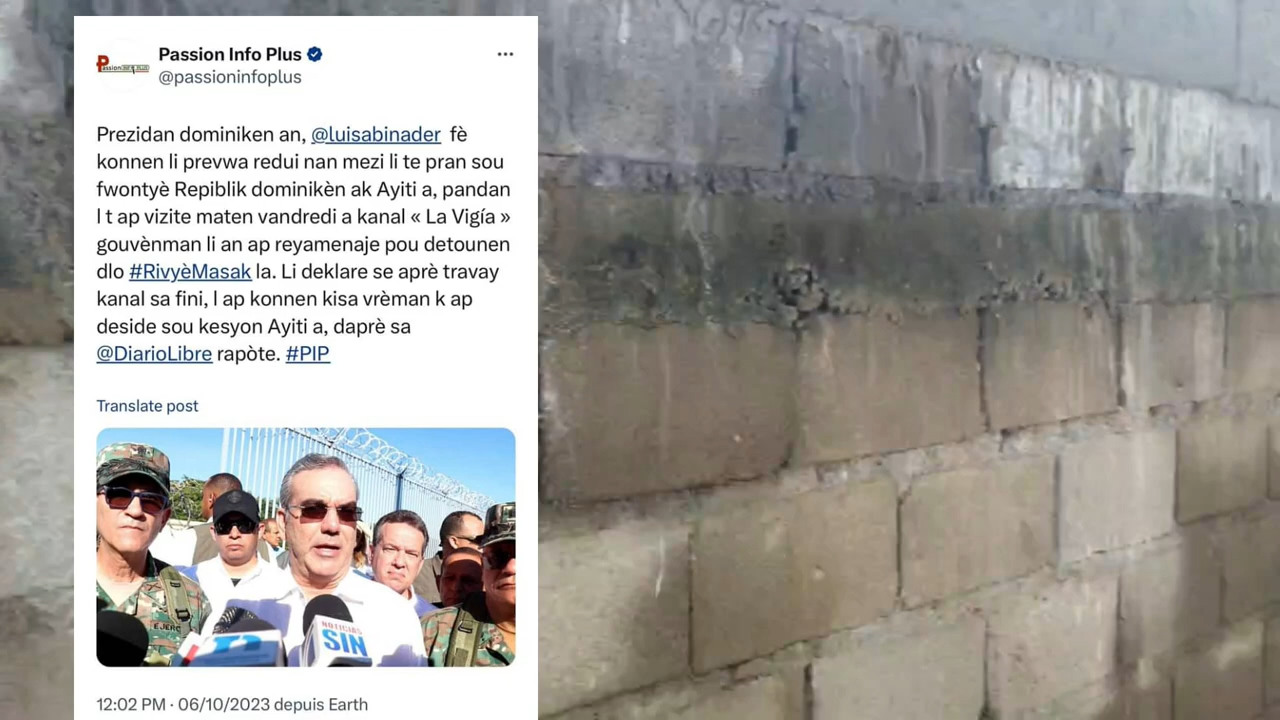 Passion Info Plus
@passioninfoplus
Prezidan dominiken an, @luisabinader fè
konnen li prevwa redui nan mezi li te pran sou
fwontyè Repiblik dominikèn ak Ayiti a, pandan
l t ap vizite maten vandredi a kanal « La Vigía »
gouvènman li an ap reyamenaje pou detounen
dlo #RivyèMasak la. Li deklare se aprè travay
kanal sa fini, l ap konnen kisa vrèman k ap
deside sou kesyon Ayiti a, daprè sa
@DiarioLibre rapòte. #PIP
Translate post
EJERC
NOTICIAS
SIN
12:02 PM · 06/10/2023 depuis Earth